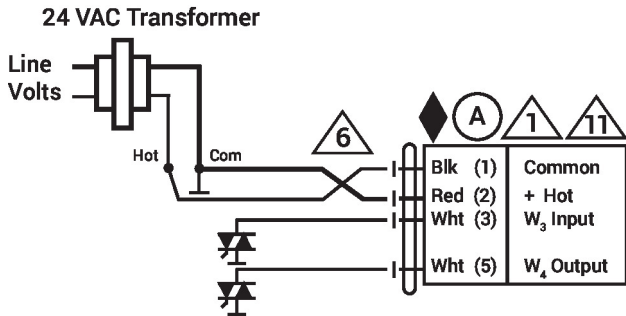 24 VAC Transformer
Line
Volts
Hot
Com
6
A
1
11
Blk (1) Common
Red (2) + Hot
Wht (3) W₃ Input
Wht (5) W₄ Output